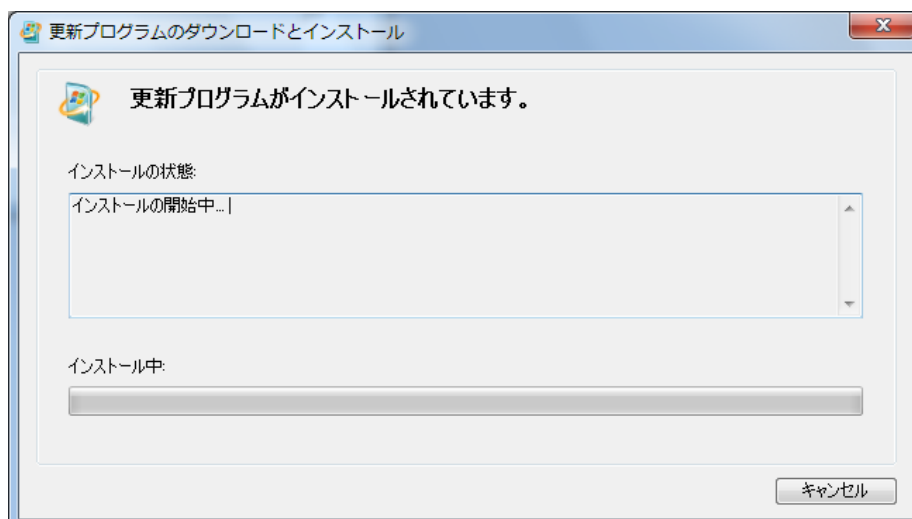 更新プログラムのダウンロードとインストール
更新プログラムがインストールされています。
インストールの状態:
インストールの開始中...
インストール中:
キャンセル